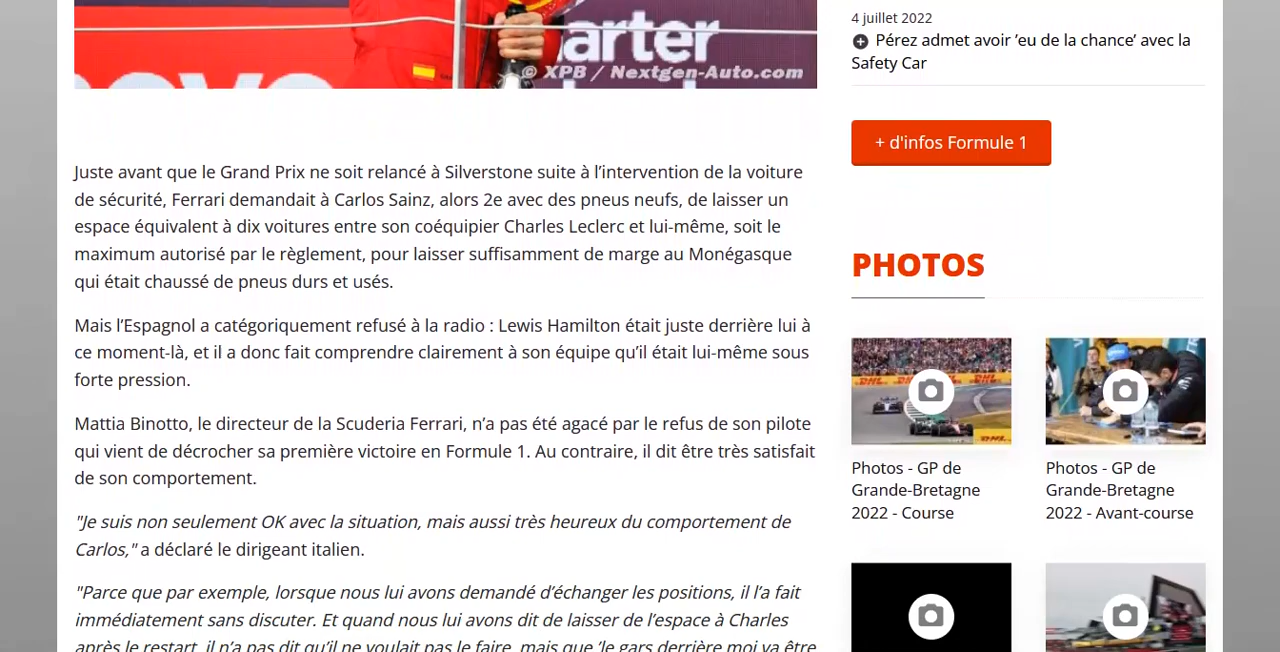 arter
© XPB / Nextgen-Auto.com
Juste avant que le Grand Prix ne soit relancé à Silverstone suite à l’intervention de la voiture
de sécurité, Ferrari demandait à Carlos Sainz, alors 2e avec des pneus neufs, de laisser un
espace équivalent à dix voitures entre son coéquipier Charles Leclerc et lui-même, soit le
maximum autorisé par le règlement, pour laisser suffisamment de marge au Monégasque
qui était chaussé de pneus durs et usés.
Mais l’Espagnol a catégoriquement refusé à la radio : Lewis Hamilton était juste derrière lui à
ce moment-là, et il a donc fait comprendre clairement à son équipe qu’il était lui-même sous
forte pression.
Mattia Binotto, le directeur de la Scuderia Ferrari, n’a pas été agacé par le refus de son pilote
qui vient de décrocher sa première victoire en Formule 1. Au contraire, il dit être très satisfait
de son comportement.
"Je suis non seulement OK avec la situation, mais aussi très heureux du comportement de
Carlos," a déclaré le dirigeant italien.
"Parce que par exemple, lorsque nous lui avons demandé d’échanger les positions, il l’a fait
immédiatement sans discuter. Et quand nous lui avons dit de laisser de l’espace à Charles
après le restart, il n’a pas dit qu’il ne voulait pas le faire, mais que ’le gars derrière moi va être
4 juillet 2022
Pérez admet avoir ’eu de la chance’ avec la
Safety Car
+ d'infos Formule 1
PHOTOS
DHL
DHL
DHL
Photos - GP de
Grande-Bretagne
2022 - Course
Photos - GP de
Grande-Bretagne
2022 - Avant-course